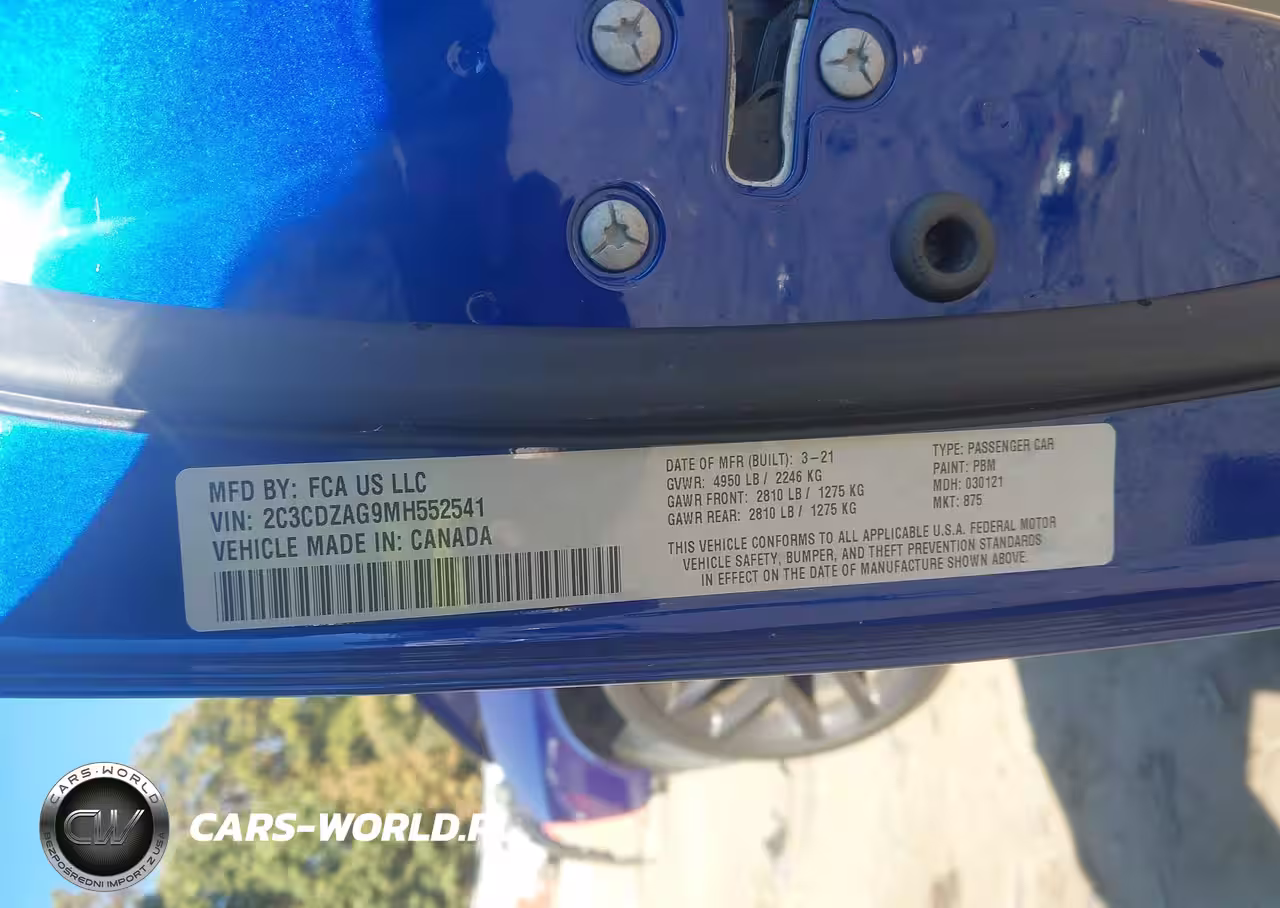 MFD BY: FCA US LLC
VIN: 2C3CDZAG9MH552541
VEHICLE MADE IN: CANADA
DATE OF MFR (BUILT): 3-21
GVWR: 4950 LB / 2246 KG
GAWR FRONT: 2810 LB / 1275 KG
GAWR REAR: 2810 LB / 1275 KG
TYPE: PASSENGER CAR
PAINT: PBM
MDH: 030121
MKT: 875
THIS VEHICLE CONFORMS TO ALL APPLICABLE U.S.A. FEDERAL MOTOR
VEHICLE SAFETY, BUMPER, AND THEFT PREVENTION STANDARDS
IN EFFECT ON THE DATE OF MANUFACTURE SHOWN ABOVE.
CARS-WORLD
CW
BEZPOŚREDNI IMPORT Z USA
CARS-WORLD.P